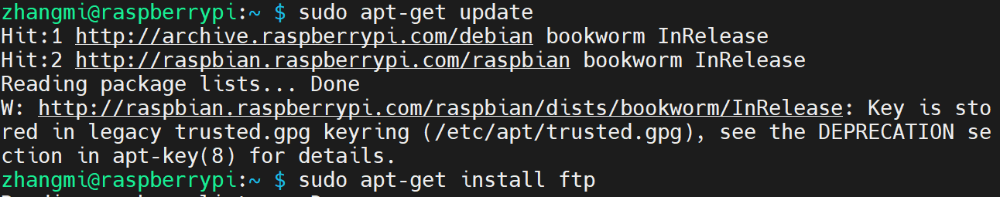 zhangmi@raspberrypi:~ $ sudo apt-get update
Hit:1 http://archive.raspberrypi.com/debian bookworm InRelease
Hit:2 http://raspbian.raspberrypi.com/raspbian bookworm InRelease
Reading package lists... Done
W: http://raspbian.raspberrypi.com/raspbian/dists/bookworm/InRelease: Key is sto
red in legacy trusted.gpg keyring (/etc/apt/trusted.gpg), see the DEPRECATION se
ction in apt-key(8) for details.
zhangmi@raspberrypi:~ $ sudo apt-get install ftp